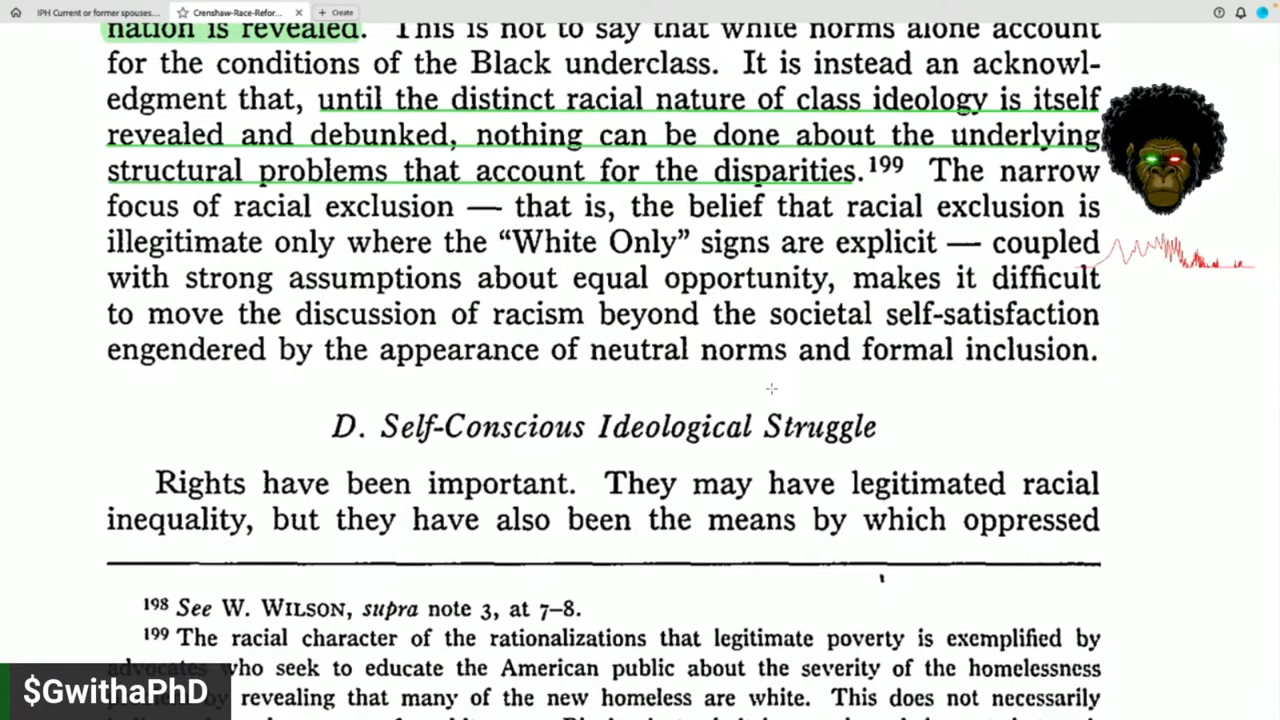 IPH Current or former spouses...
Crenshaw-Race-Refor...
+ Create
nation is revealed. This is not to say that white norms alone account
for the conditions of the Black underclass. It is instead an acknowl-
edgment that, until the distinct racial nature of class ideology is itself
revealed and debunked, nothing can be done about the underlying
structural problems that account for the disparities.¹⁹⁹ The narrow
focus of racial exclusion — that is, the belief that racial exclusion is
illegitimate only where the “White Only” signs are explicit — coupled
with strong assumptions about equal opportunity, makes it difficult
to move the discussion of racism beyond the societal self-satisfaction
engendered by the appearance of neutral norms and formal inclusion.
D. Self-Conscious Ideological Struggle
Rights have been important. They may have legitimated racial
inequality, but they have also been the means by which oppressed
¹⁹⁸ See W. WILSON, supra note 3, at 7–8.
¹⁹⁹ The racial character of the rationalizations that legitimate poverty is exemplified by
advocates who seek to educate the American public about the severity of the homelessness
by revealing that many of the new homeless are white. This does not necessarily
$GwithaPhD